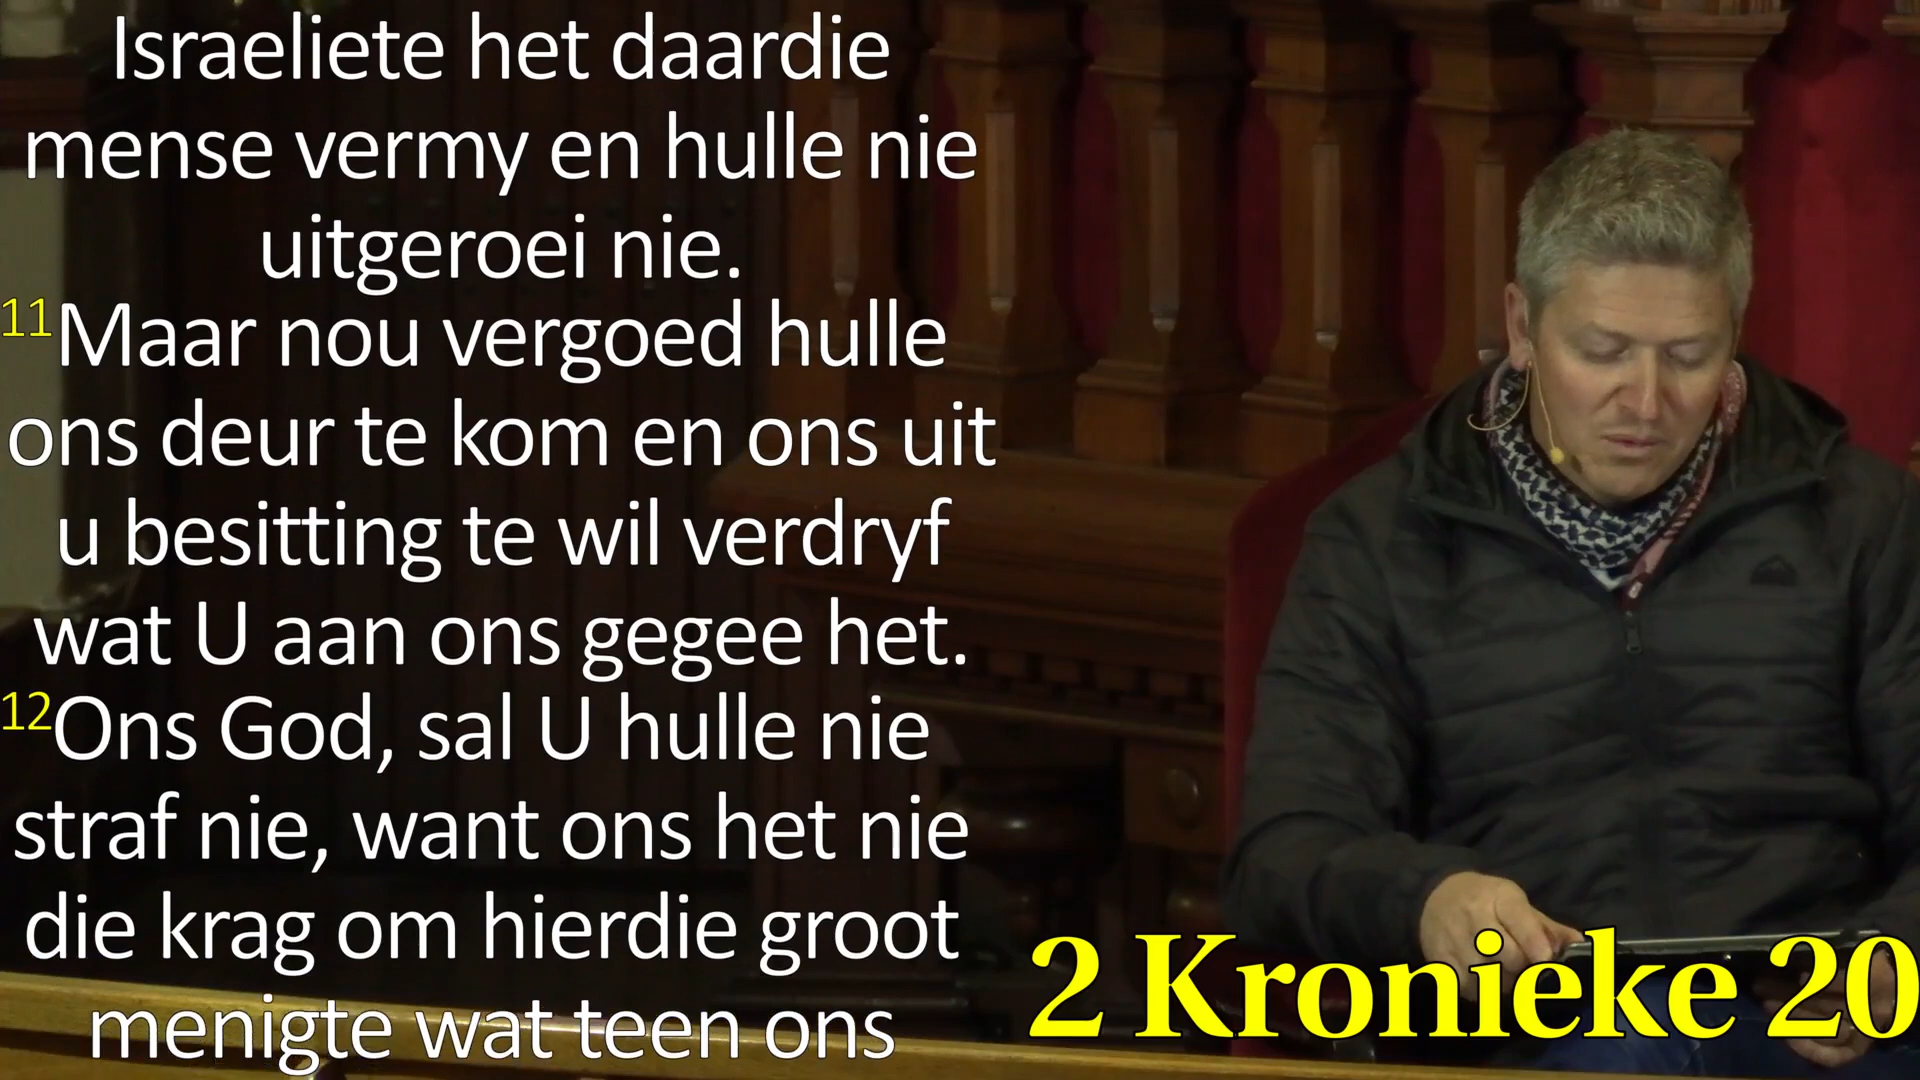 Israeliete het daardie
mense vermy en hulle nie
uitgeroei nie.
11Maar nou vergoed hulle
ons deur te kom en ons uit
u besitting te wil verdryf
wat U aan ons gegee het.
12Ons God, sal U hulle nie
straf nie, want ons het nie
die krag om hierdie groot
menigte wat teen ons
2 Kronieke 20